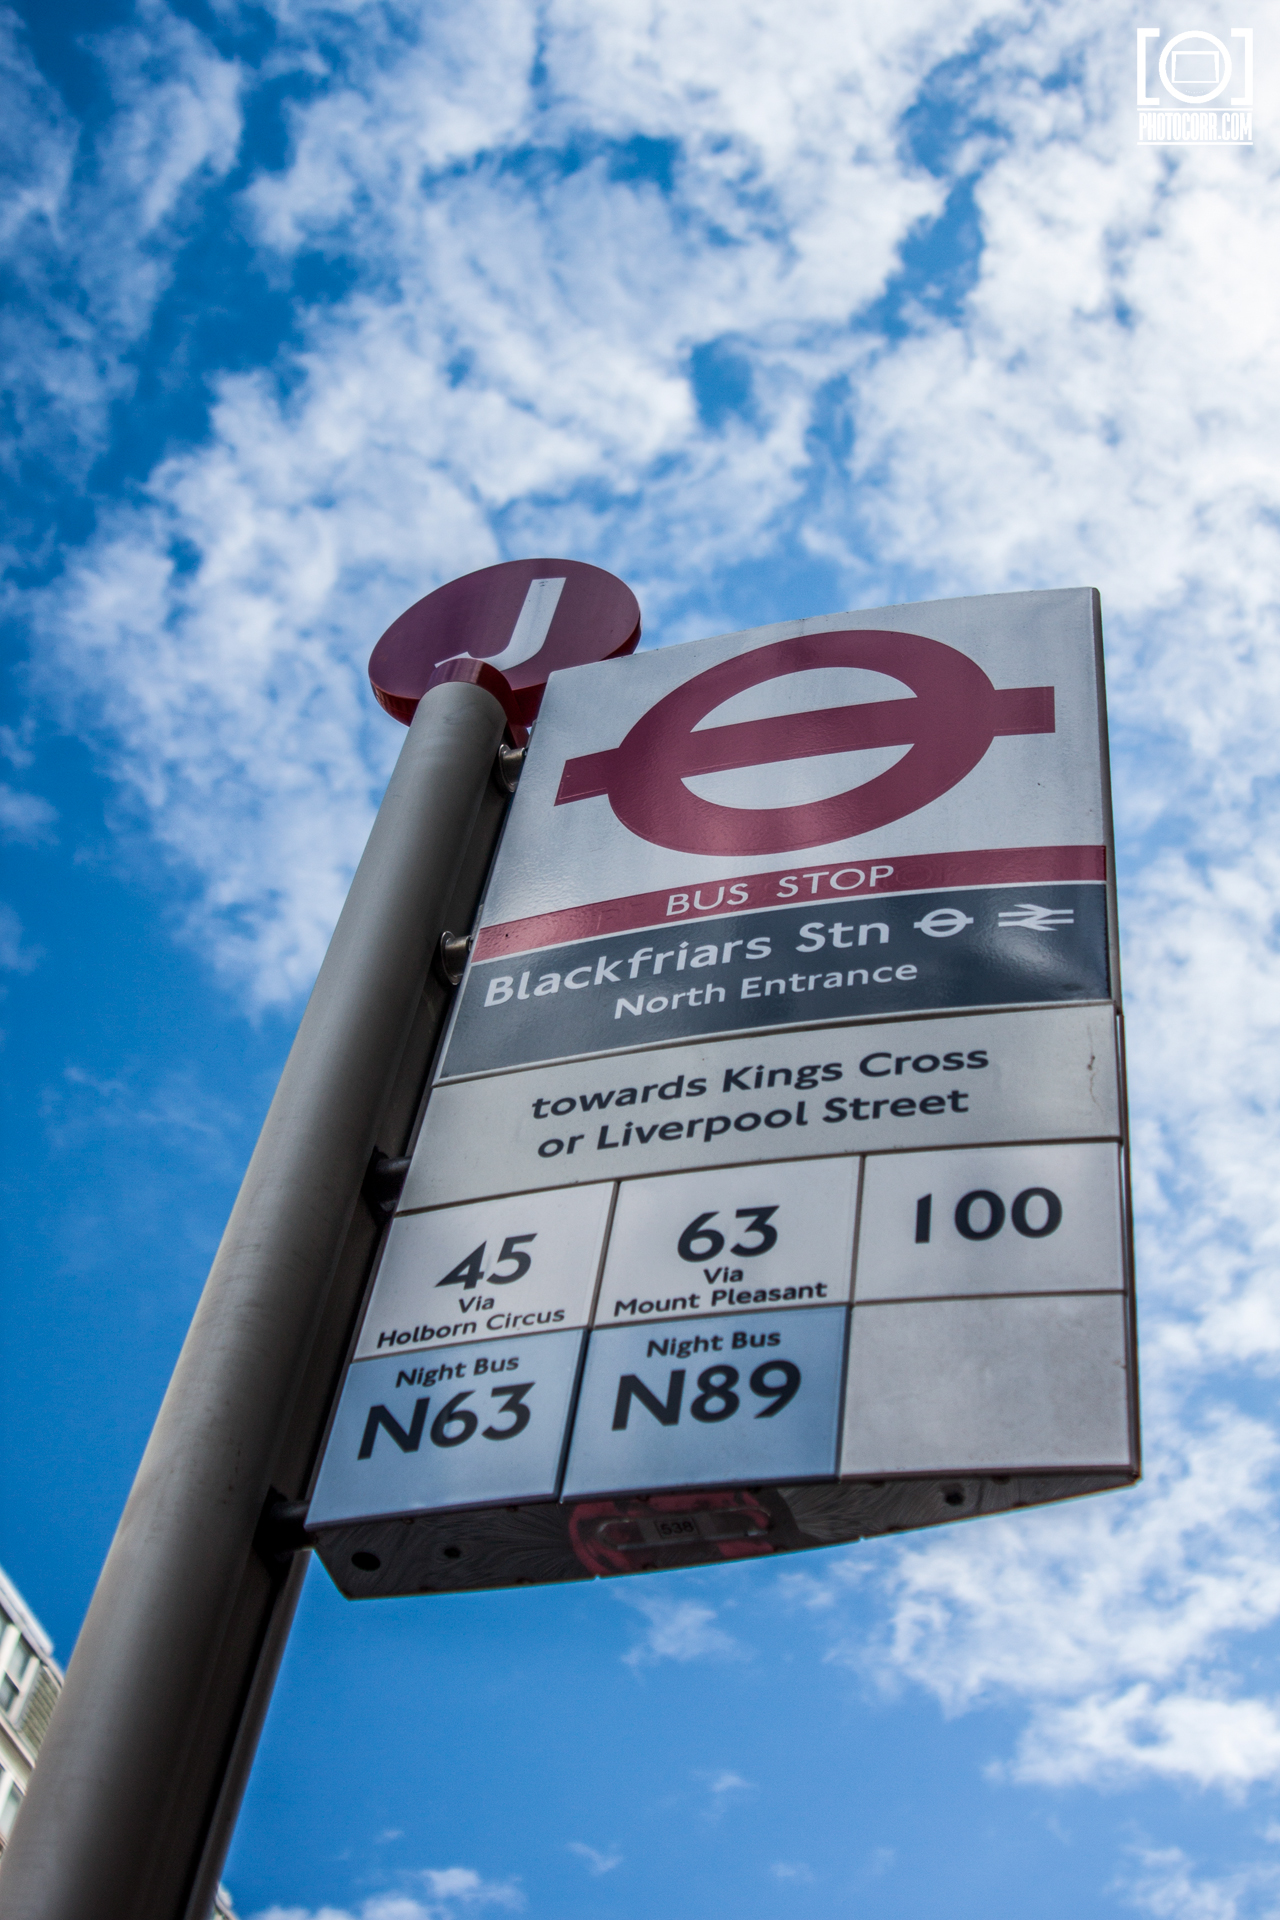 PHOTOCORR.COM
J
BUS STOP
Blackfriars Stn
North Entrance
towards Kings Cross
or Liverpool Street
45
Via
Holborn Circus
63
Via
Mount Pleasant
100
Night Bus
N63
Night Bus
N89
538